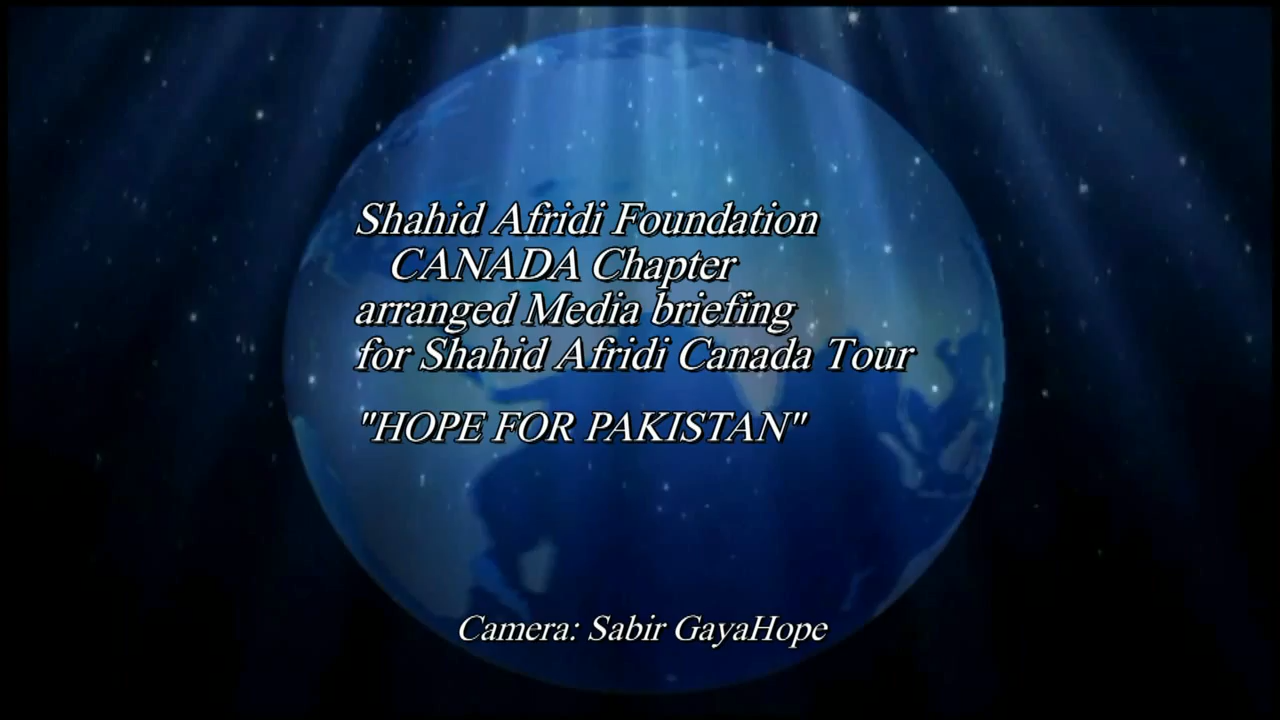 Shahid Afridi Foundation
CANADA Chapter
arranged Media briefing
for Shahid Afridi Canada Tour
"HOPE FOR PAKISTAN"
Camera: Sabir GayaHope